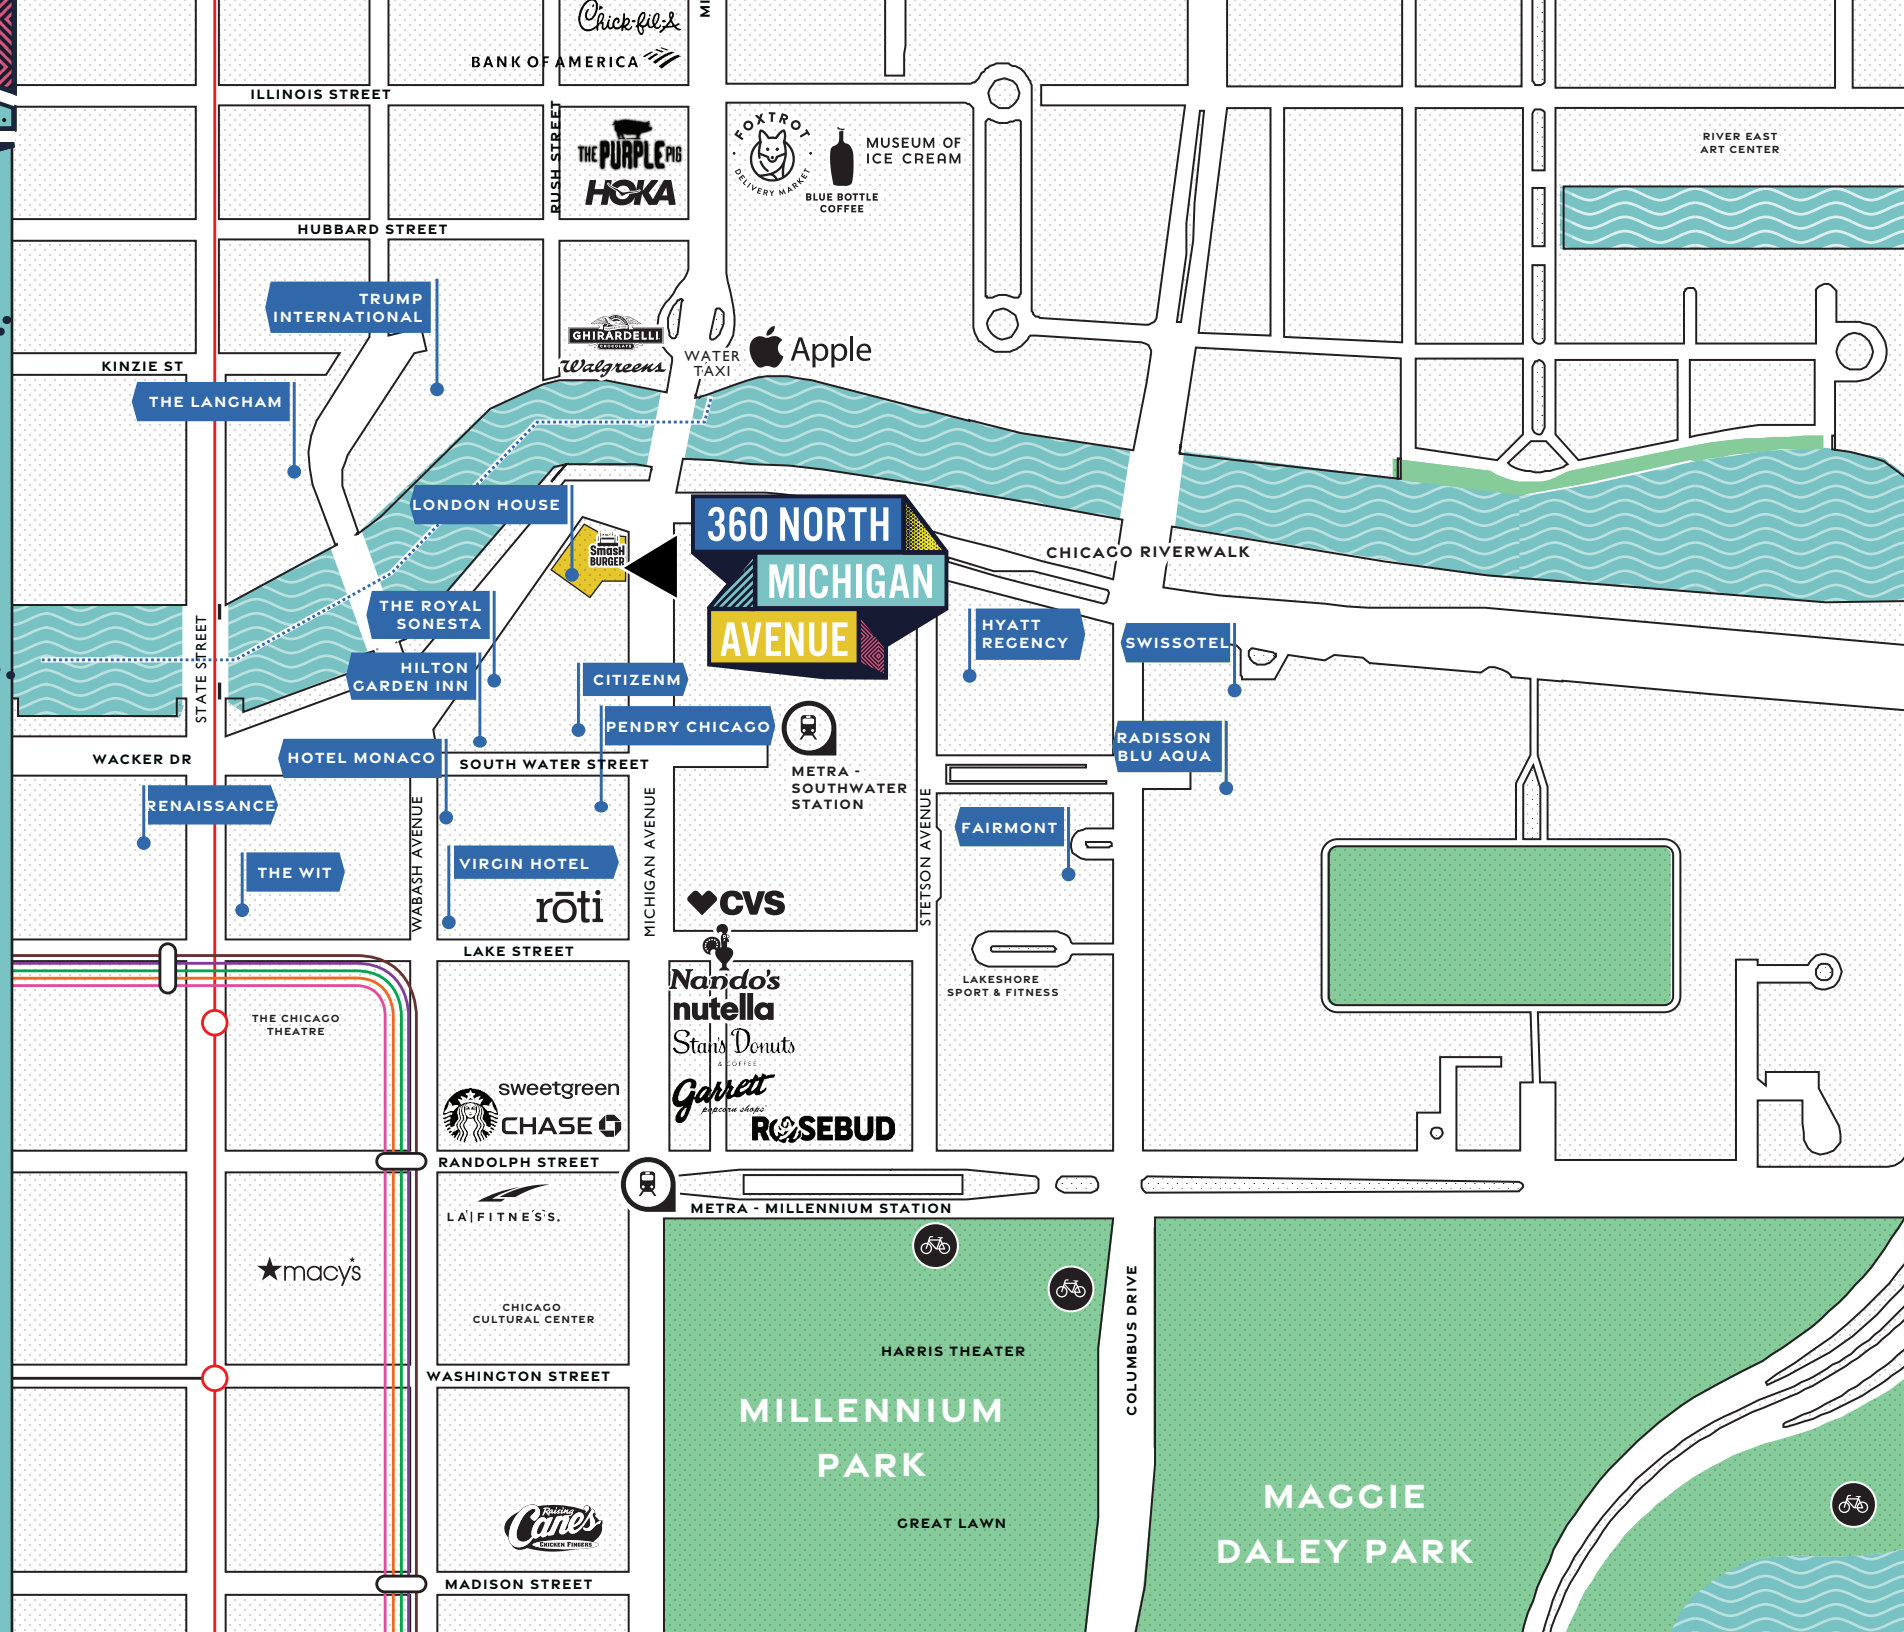 Chick-fil-A
MI
BANK OF AMERICA
ILLINOIS STREET
RUSH STREET
THE PURPLE PIG
HOKA
FOXTROT
DELIVERY MARKET
BLUE BOTTLE
COFFEE
MUSEUM OF
ICE CREAM
RIVER EAST
ART CENTER
HUBBARD STREET
TRUMP
INTERNATIONAL
GHIRARDELLI
CHOCOLATE
Walgreens
WATER
TAXI
Apple
KINZIE ST
THE LANGHAM
LONDON HOUSE
SmasH
BURGER
360 NORTH
MICHIGAN
AVENUE
CHICAGO RIVERWALK
THE ROYAL
SONESTA
HILTON
GARDEN INN
CITIZENM
PENDRY CHICAGO
HYATT
REGENCY
SWISSOTEL
STATE STREET
WACKER DR
HOTEL MONACO
SOUTH WATER STREET
METRA -
SOUTHWATER
STATION
RADISSON
BLU AQUA
RENAISSANCE
THE WIT
WABASH AVENUE
VIRGIN HOTEL
rōti
MICHIGAN AVENUE
CVS
STETSON AVENUE
FAIRMONT
LAKE STREET
LAKESHORE
SPORT & FITNESS
Nando's
nutella
Stan's Donuts
& COFFEE
Garrett
popcorn shops
ROSEBUD
THE CHICAGO
THEATRE
sweetgreen
CHASE
RANDOLPH STREET
LA|FITNESS.
METRA - MILLENNIUM STATION
macy's
CHICAGO
CULTURAL CENTER
WASHINGTON STREET
HARRIS THEATER
MILLENNIUM
PARK
GREAT LAWN
COLUMBUS DRIVE
MAGGIE
DALEY PARK
Raising
Cane's
CHICKEN FINGERS
MADISON STREET